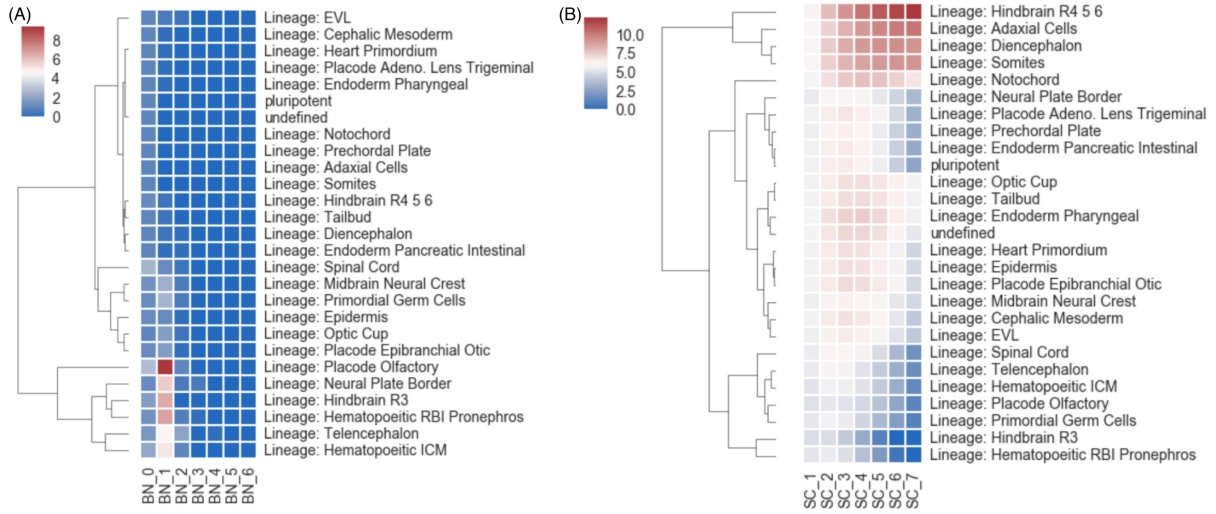 (A)
8
6
4
2
0
Lineage: EVL
Lineage: Cephalic Mesoderm
Lineage: Heart Primordium
Lineage: Placode Adeno. Lens Trigeminal
Lineage: Endoderm Pharyngeal
pluripotent
undefined
Lineage: Notochord
Lineage: Prechordal Plate
Lineage: Adaxial Cells
Lineage: Somites
Lineage: Hindbrain R4 5 6
Lineage: Tailbud
Lineage: Diencephalon
Lineage: Endoderm Pancreatic Intestinal
Lineage: Spinal Cord
Lineage: Midbrain Neural Crest
Lineage: Primordial Germ Cells
Lineage: Epidermis
Lineage: Optic Cup
Lineage: Placode Epibranchial Otic
Lineage: Placode Olfactory
Lineage: Neural Plate Border
Lineage: Hindbrain R3
Lineage: Hematopoeitic RBI Pronephros
Lineage: Telencephalon
Lineage: Hematopoeitic ICM
BN_0
BN_1
BN_2
BN_3
BN_4
BN_5
BN_6
(B)
10.0
7.5
5.0
2.5
0.0
Lineage: Hindbrain R4 5 6
Lineage: Adaxial Cells
Lineage: Diencephalon
Lineage: Somites
Lineage: Notochord
Lineage: Neural Plate Border
Lineage: Placode Adeno. Lens Trigeminal
Lineage: Prechordal Plate
Lineage: Endoderm Pancreatic Intestinal
pluripotent
Lineage: Optic Cup
Lineage: Tailbud
Lineage: Endoderm Pharyngeal
undefined
Lineage: Heart Primordium
Lineage: Epidermis
Lineage: Placode Epibranchial Otic
Lineage: Midbrain Neural Crest
Lineage: Cephalic Mesoderm
Lineage: EVL
Lineage: Spinal Cord
Lineage: Telencephalon
Lineage: Hematopoeitic ICM
Lineage: Placode Olfactory
Lineage: Primordial Germ Cells
Lineage: Hindbrain R3
Lineage: Hematopoeitic RBI Pronephros
SC_1
SC_2
SC_3
SC_4
SC_5
SC_6
SC_7